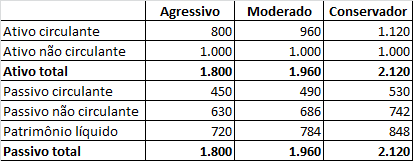 Agressivo Moderado Conservador
Ativo circulante 800 960 1.120
Ativo não circulante 1.000 1.000 1.000
Ativo total 1.800 1.960 2.120
Passivo circulante 450 490 530
Passivo não circulante 630 686 742
Patrimônio líquido 720 784 848
Passivo total 1.800 1.960 2.120